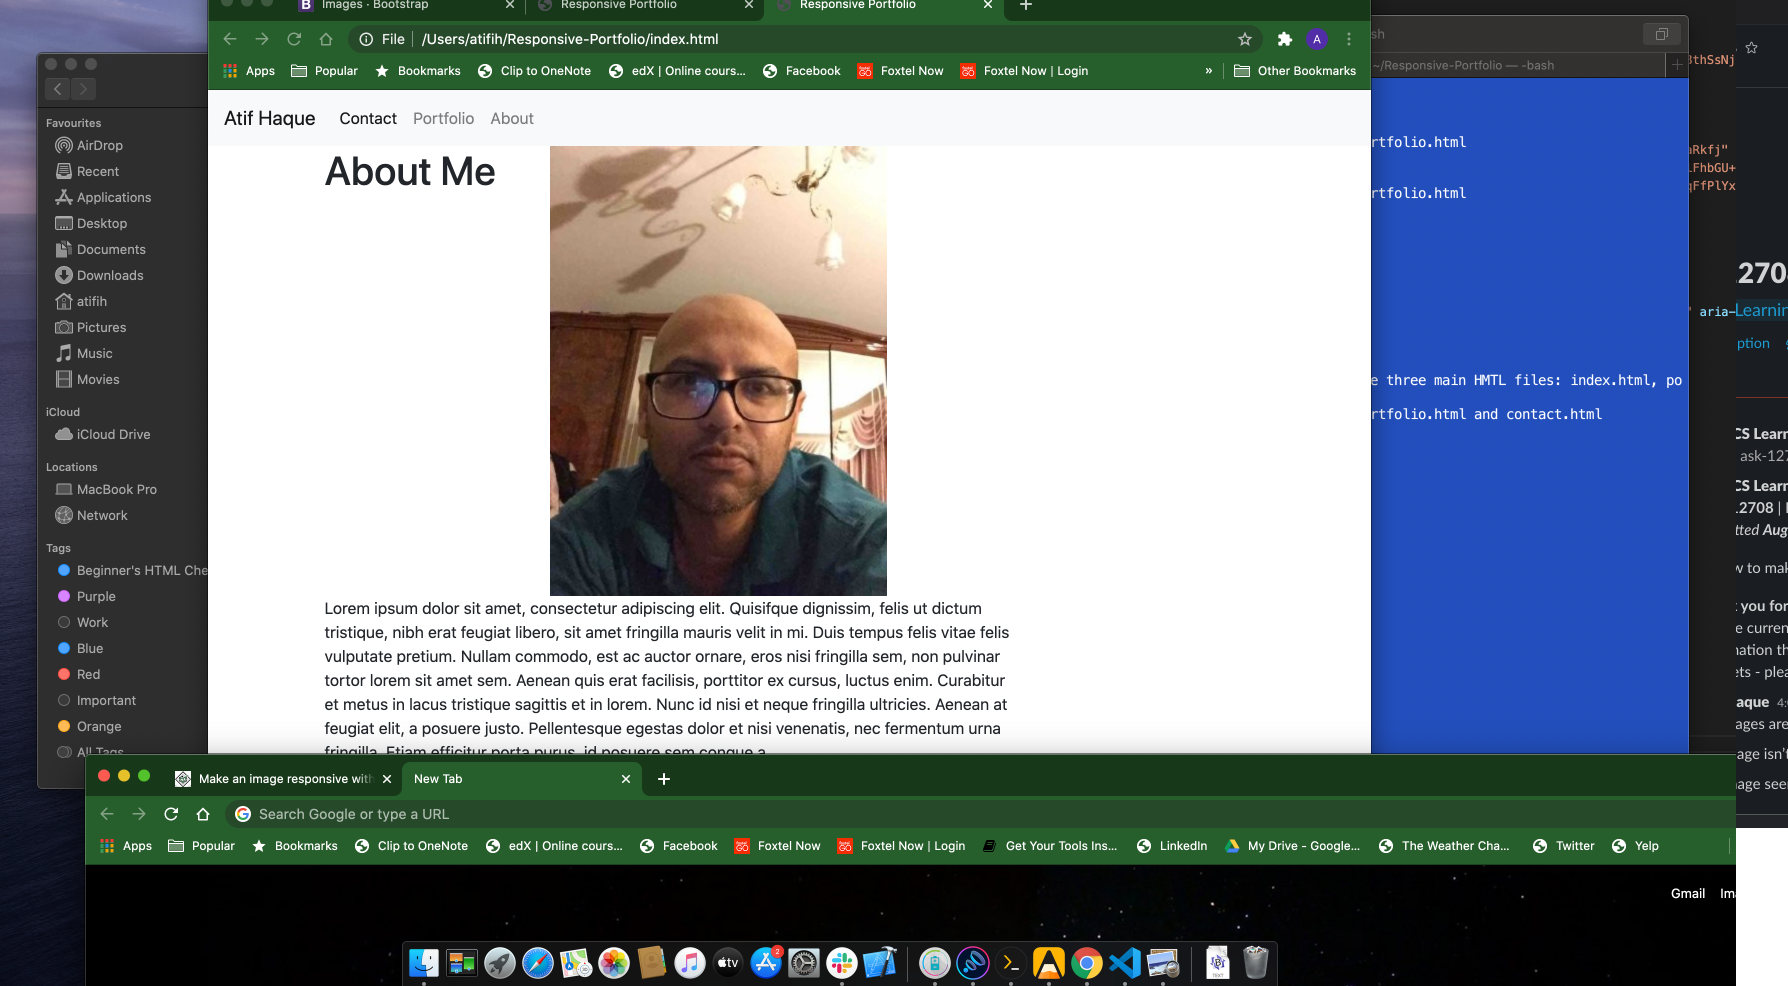 Images · Bootstrap
Responsive Portfolio
Responsive Portfolio
File
/Users/atifih/Responsive-Portfolio/index.html
A
Apps
Popular
Bookmarks
Clip to OneNote
edX | Online cours...
Facebook
Foxtel Now
Foxtel Now | Login
»
Other Bookmarks
Atif Haque
Contact
Portfolio
About
About Me
Lorem ipsum dolor sit amet, consectetur adipiscing elit. Quisifque dignissim, felis ut dictum
tristique, nibh erat feugiat libero, sit amet fringilla mauris velit in mi. Duis tempus felis vitae felis
vulputate pretium. Nullam commodo, est ac auctor ornare, eros nisi fringilla sem, non pulvinar
tortor lorem sit amet sem. Aenean quis erat facilisis, porttitor ex cursus, luctus enim. Curabitur
et metus in lacus tristique sagittis et in lorem. Nunc id nisi et neque fringilla ultricies. Aenean at
feugiat elit, a posuere justo. Pellentesque egestas dolor et nisi venenatis, nec fermentum urna
fringilla. Etiam efficitur porta purus, id posuere sem congue a
Favourites
AirDrop
Recent
Applications
Desktop
Documents
Downloads
atifih
Pictures
Music
Movies
iCloud
iCloud Drive
Locations
MacBook Pro
Network
Tags
Beginner's HTML Che
Purple
Work
Blue
Red
Important
Orange
All Tags
sh
~/Responsive-Portfolio — -bash
rtfolio.html
rtfolio.html
e three main HMTL files: index.html, po
rtfolio.html and contact.html
3thSsNj
aRkfj"
LFhbGU+
qFfPlYx
" aria-
270
Learnin
ption
CS Learn
ask-127
CS Learn
12708 |
tted Aug
w to mak
t you for
e curren
nation th
ets - plea
aque 4:
ages are
age isn't
age see
Make an image responsive with
New Tab
Search Google or type a URL
Apps
Popular
Bookmarks
Clip to OneNote
edX | Online cours...
Facebook
Foxtel Now
Foxtel Now | Login
Get Your Tools Ins...
LinkedIn
My Drive - Google...
The Weather Cha...
Twitter
Yelp
Gmail
Im
tv
2
TEXT